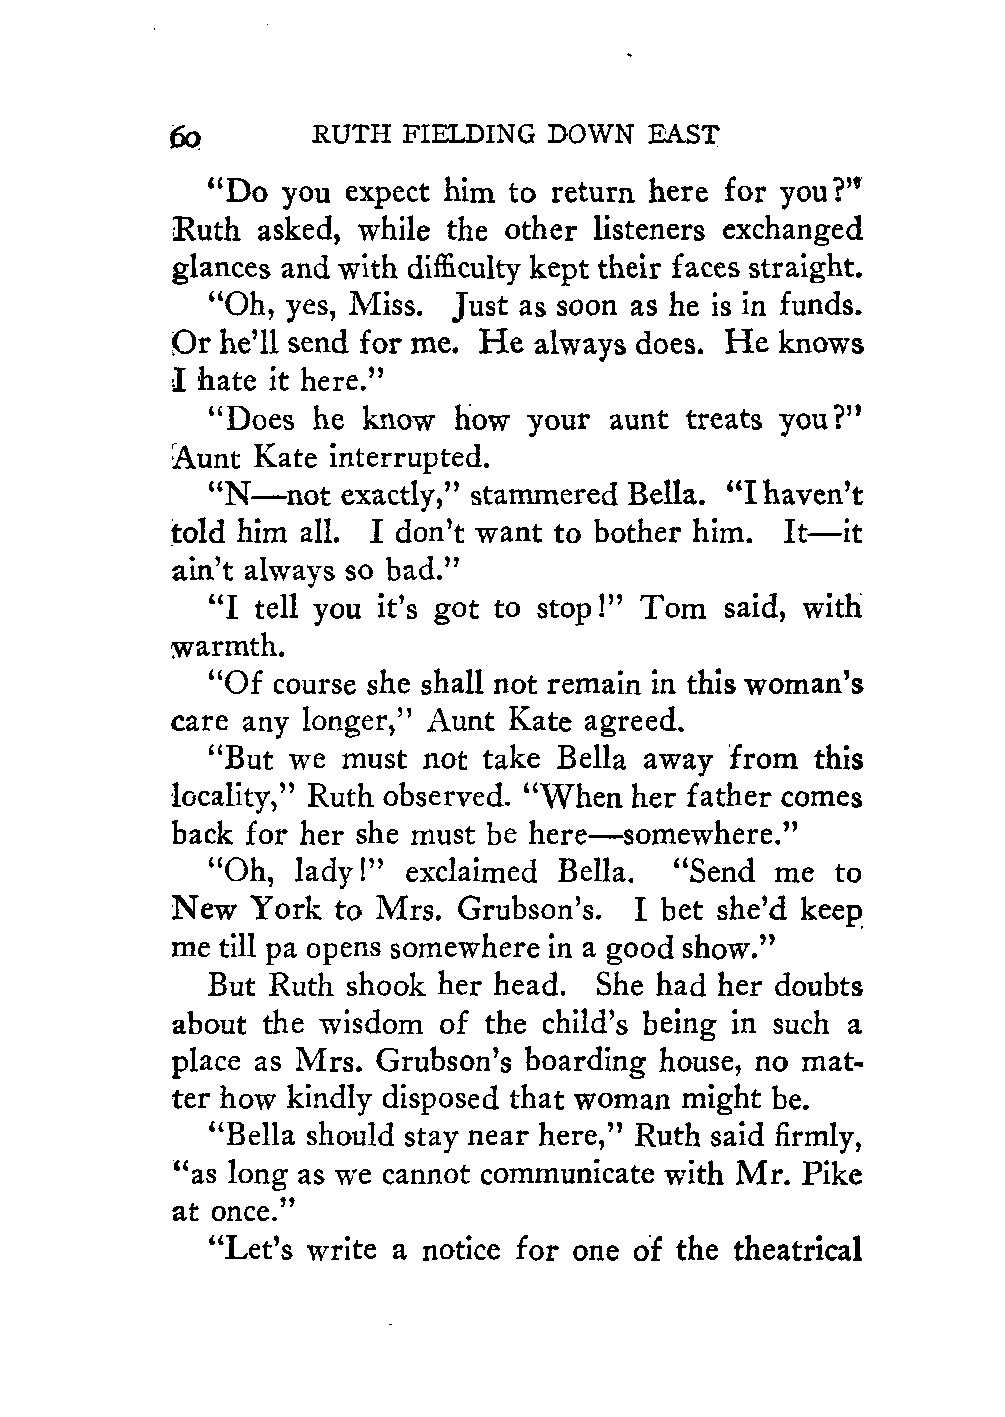 60 RUTH FIELDING DOWN EAST
"Do you expect him to return here for you?"
Ruth asked, while the other listeners exchanged
glances and with difficulty kept their faces straight.
"Oh, yes, Miss. Just as soon as he is in funds.
Or he'll send for me. He always does. He knows
I hate it here."
"Does he know how your aunt treats you?"
Aunt Kate interrupted.
"N—not exactly," stammered Bella. "I haven't
told him all. I don't want to bother him. It—it
ain't always so bad."
"I tell you it's got to stop!" Tom said, with
warmth.
"Of course she shall not remain in this woman's
care any longer," Aunt Kate agreed.
"But we must not take Bella away from this
locality," Ruth observed. "When her father comes
back for her she must be here—somewhere."
"Oh, lady!" exclaimed Bella. "Send me to
New York to Mrs. Grubson's. I bet she'd keep
me till pa opens somewhere in a good show."
But Ruth shook her head. She had her doubts
about the wisdom of the child's being in such a
place as Mrs. Grubson's boarding house, no mat-
ter how kindly disposed that woman might be.
"Bella should stay near here," Ruth said firmly,
"as long as we cannot communicate with Mr. Pike
at once."
"Let's write a notice for one of the theatrical